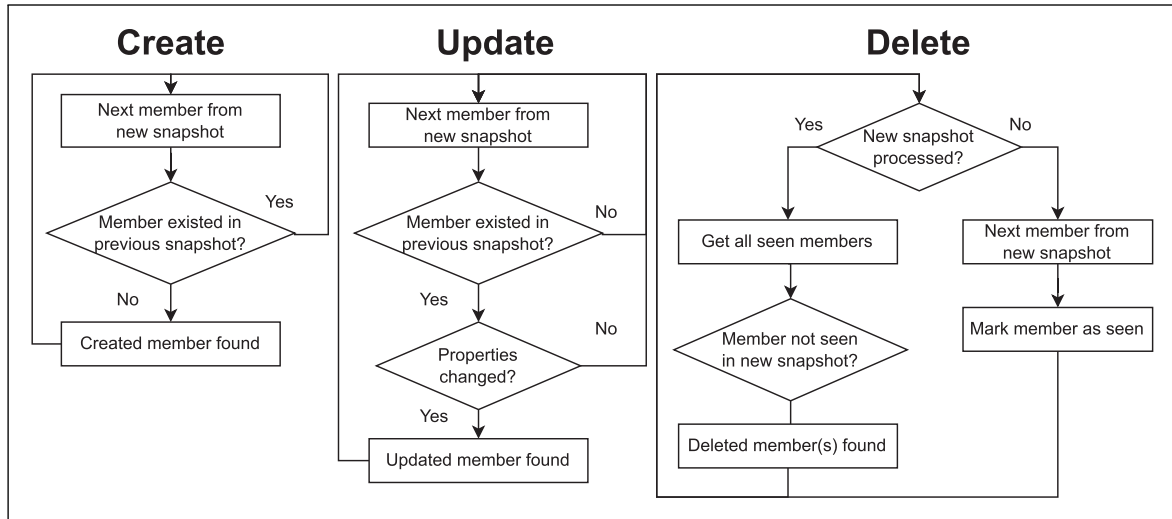 Create
Next member from
new snapshot
Member existed in
previous snapshot?
Yes
No
Created member found
Update
Next member from
new snapshot
Member existed in
previous snapshot?
No
Yes
Properties
changed?
No
Yes
Updated member found
Delete
New snapshot
processed?
Yes
No
Get all seen members
Member not seen
in new snapshot?
Deleted member(s) found
Next member from
new snapshot
Mark member as seen